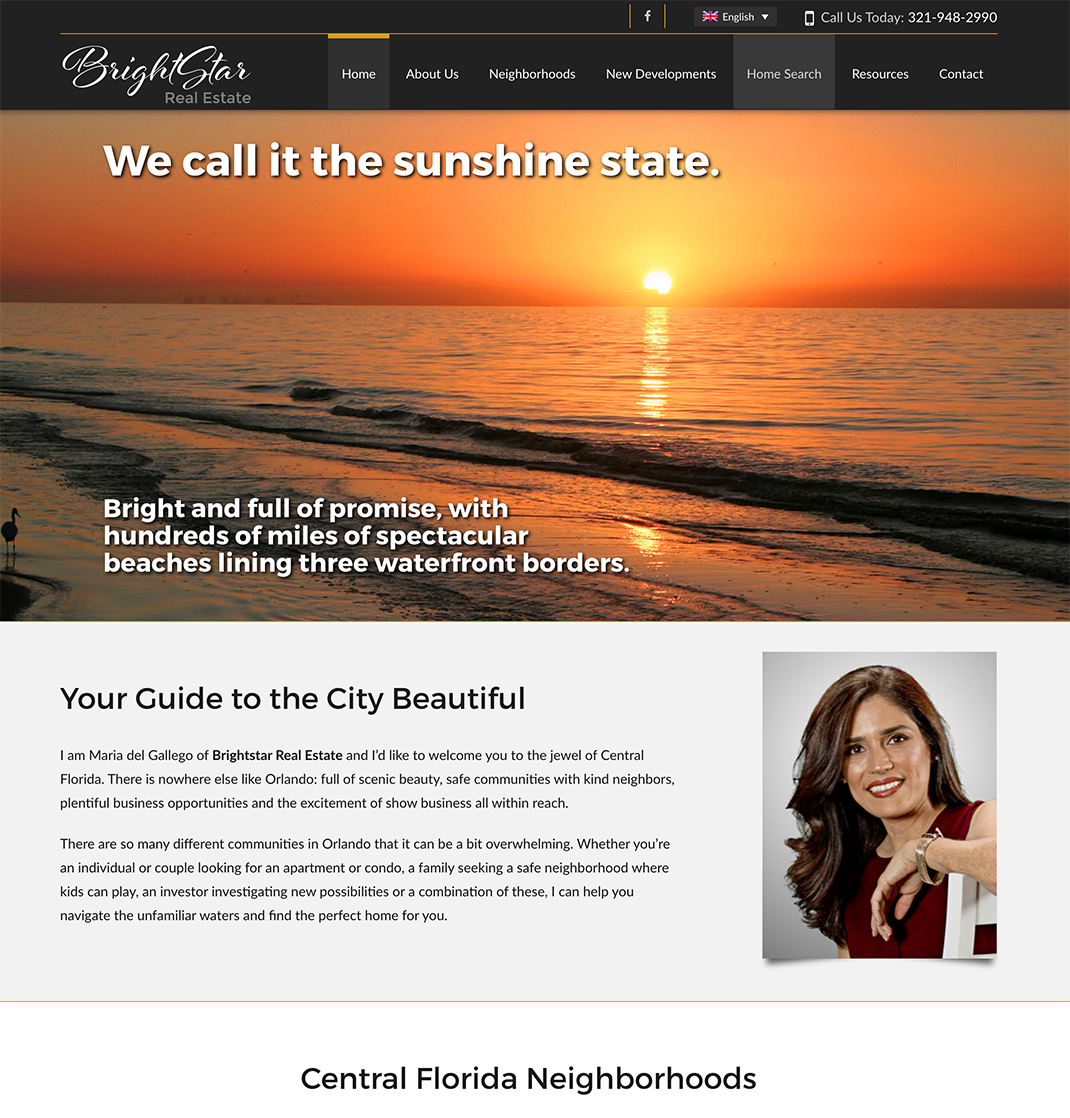 English
Call Us Today: 321-948-2990
BrightStar
Real Estate
Home
About Us
Neighborhoods
New Developments
Home Search
Resources
Contact
We call it the sunshine state.
Bright and full of promise, with
hundreds of miles of spectacular
beaches lining three waterfront borders.
Your Guide to the City Beautiful
I am Maria del Gallego of Brightstar Real Estate and I’d like to welcome you to the jewel of Central
Florida. There is nowhere else like Orlando: full of scenic beauty, safe communities with kind neighbors,
plentiful business opportunities and the excitement of show business all within reach.
There are so many different communities in Orlando that it can be a bit overwhelming. Whether you’re
an individual or couple looking for an apartment or condo, a family seeking a safe neighborhood where
kids can play, an investor investigating new possibilities or a combination of these, I can help you
navigate the unfamiliar waters and find the perfect home for you.
Central Florida Neighborhoods